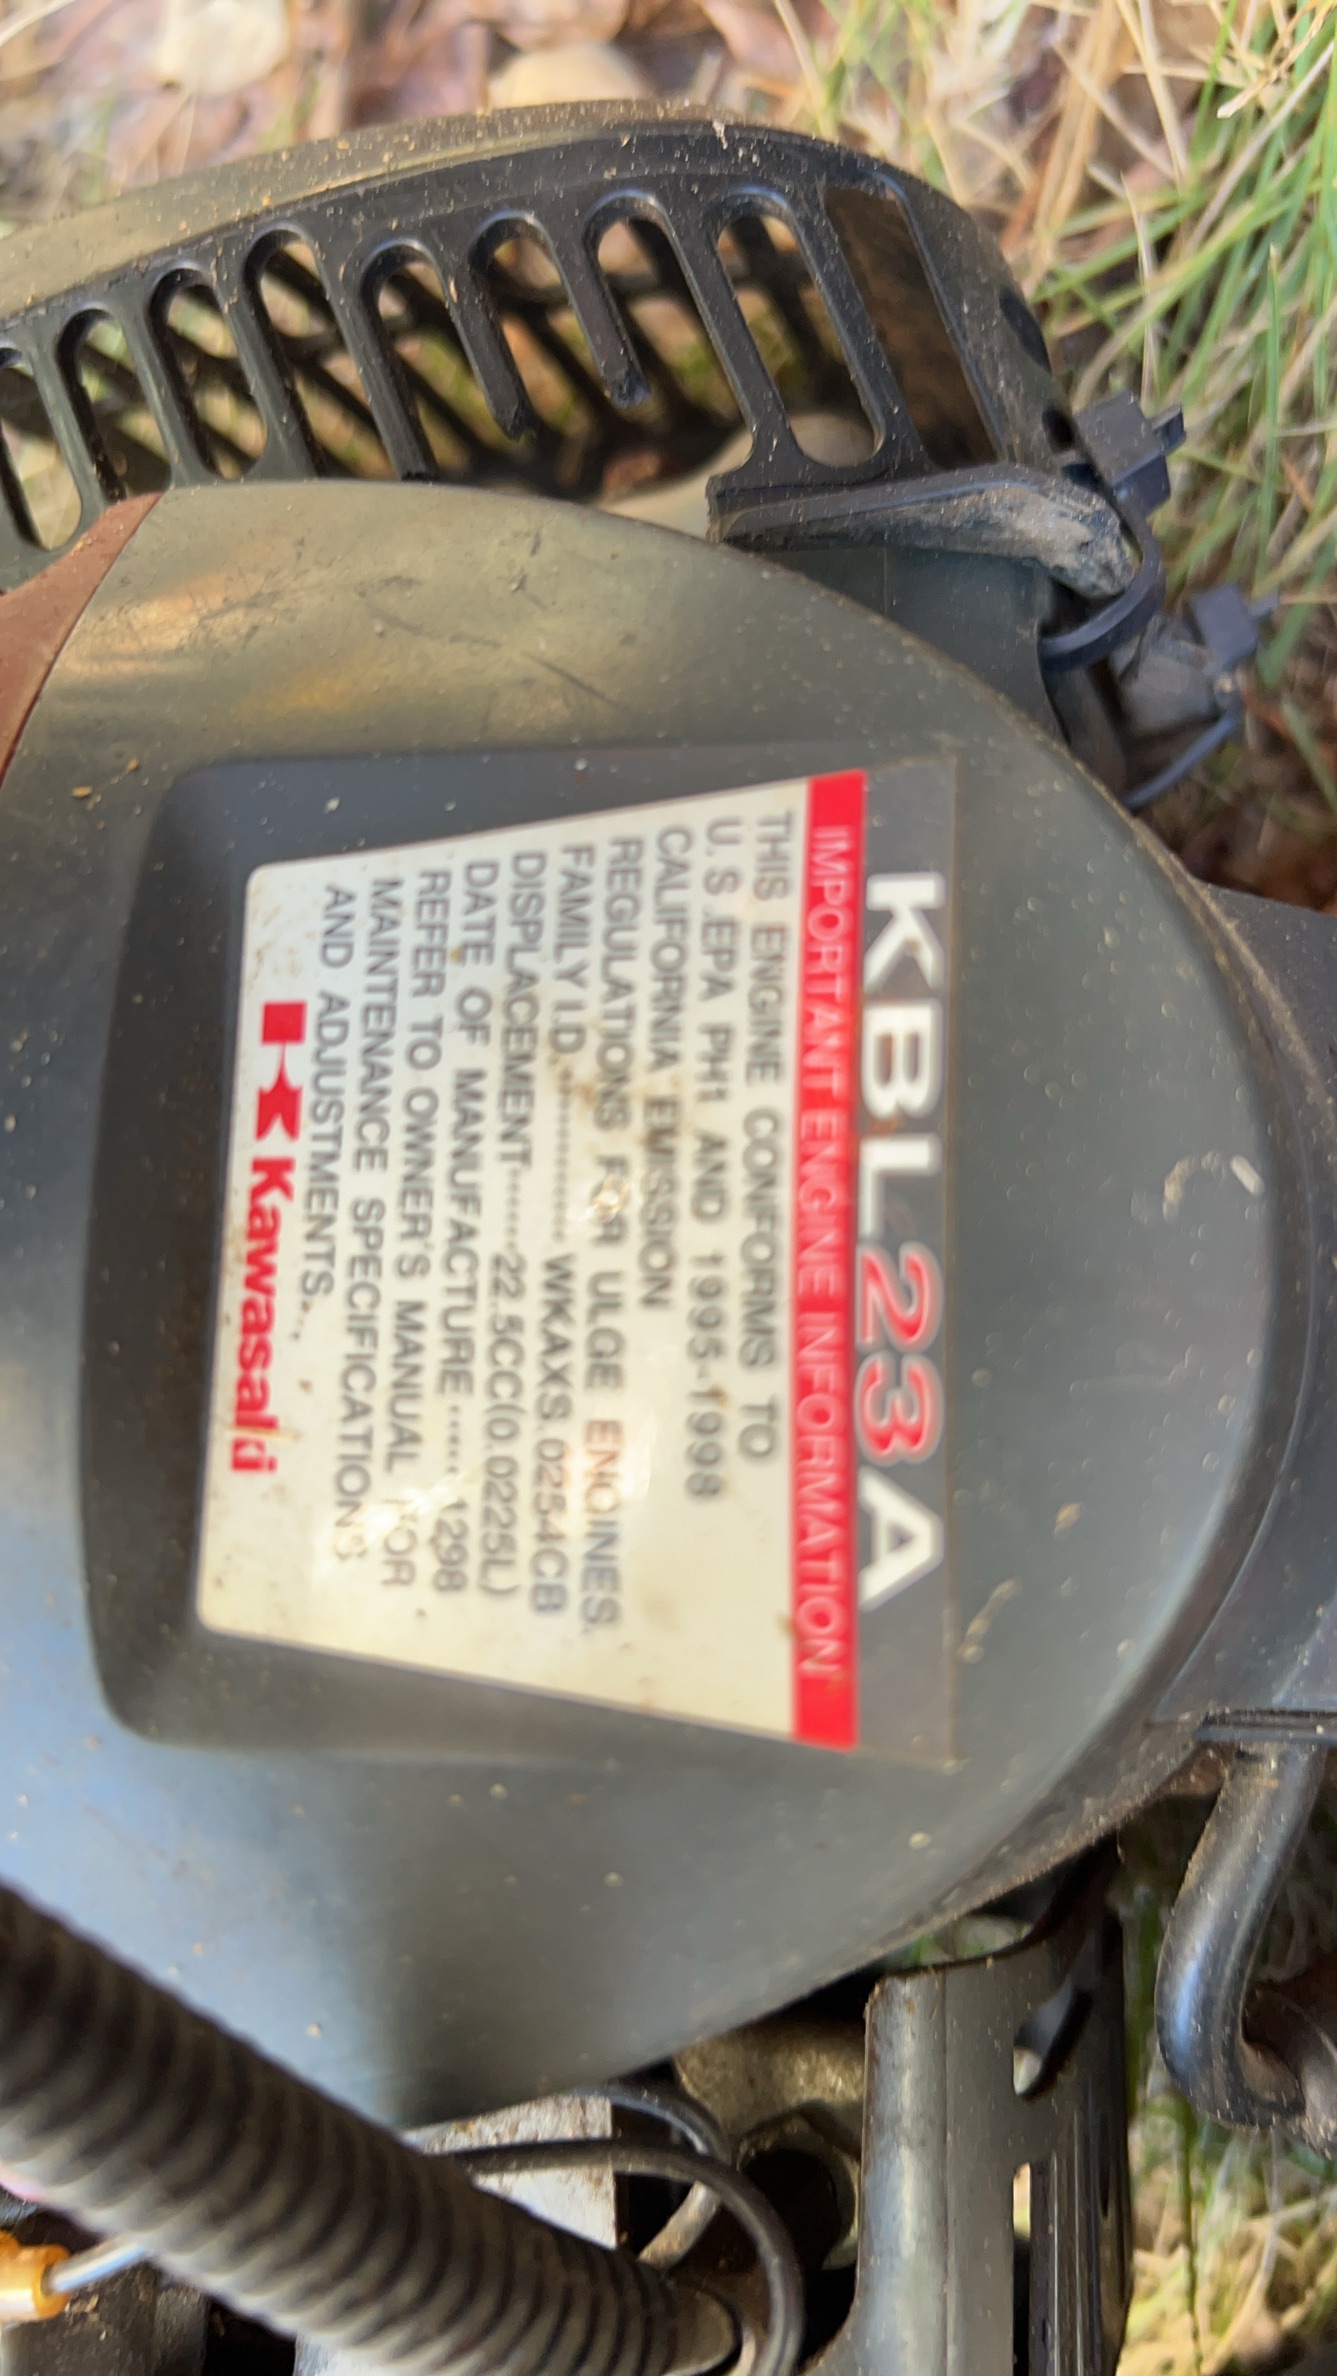 KBL23A
IMPORTANT ENGINE INFORMATION
THIS ENGINE CONFORMS TO
U.S.EPA PH1 AND 1995-1998
CALIFORNIA EMISSION
REGULATIONS FOR ULGE ENGINES.
FAMILY I.D.············WKAXS.0254CB
DISPLACEMENT······22.5CC(0.0225L)
DATE OF MANUFACTURE·····1298
REFER TO OWNER'S MANUAL FOR
MAINTENANCE SPECIFICATIONS
AND ADJUSTMENTS.
Kawasaki